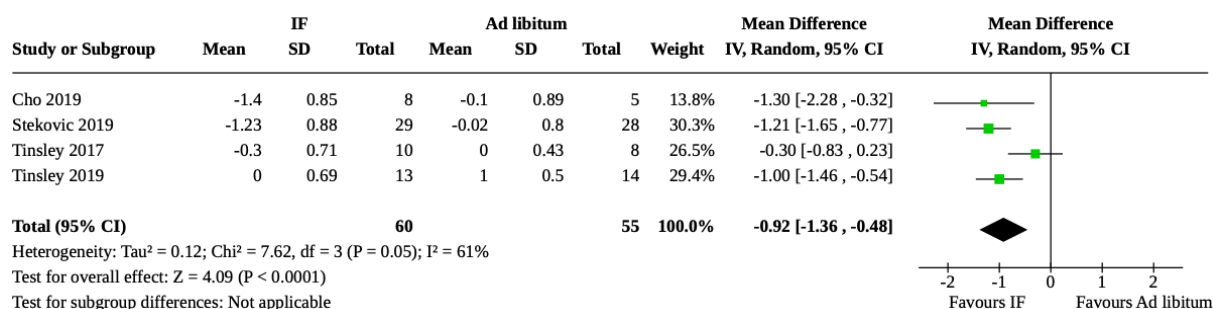 IF Ad libitum Mean Difference Mean Difference
Study or Subgroup Mean SD Total Mean SD Total Weight IV, Random, 95% CI IV, Random, 95% CI
Cho 2019 -1.4 0.85 8 -0.1 0.89 5 13.8% -1.30 [-2.28 , -0.32]
Stekovic 2019 -1.23 0.88 29 -0.02 0.8 28 30.3% -1.21 [-1.65 , -0.77]
Tinsley 2017 -0.3 0.71 10 0 0.43 8 26.5% -0.30 [-0.83 , 0.23]
Tinsley 2019 0 0.69 13 1 0.5 14 29.4% -1.00 [-1.46 , -0.54]
Total (95% CI) 60 55 100.0% -0.92 [-1.36 , -0.48]
Heterogeneity: Tau² = 0.12; Chi² = 7.62, df = 3 (P = 0.05); I² = 61%
Test for overall effect: Z = 4.09 (P < 0.0001) -2 -1 0 1 2
Test for subgroup differences: Not applicable Favours IF Favours Ad libitum